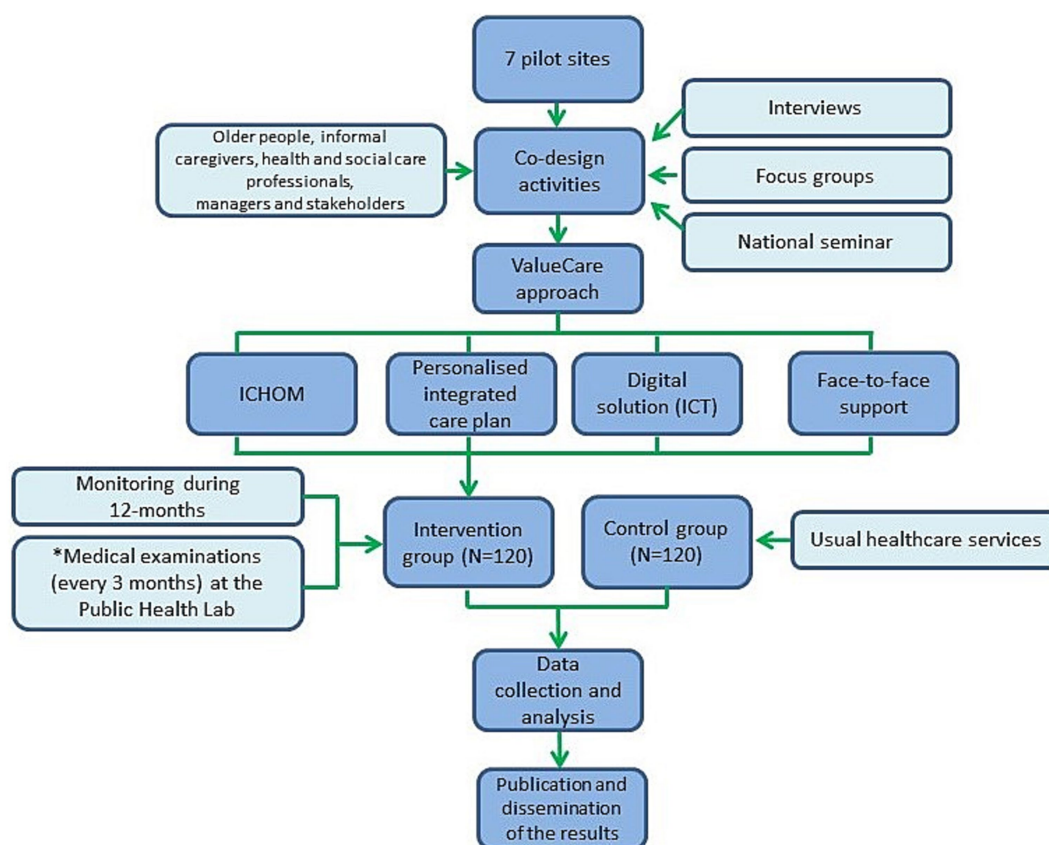 7 pilot sites
Older people, informal
caregivers, health and social care
professionals,
managers and stakeholders
Co-design
activities
Interviews
Focus groups
National seminar
ValueCare
approach
ICHOM
Personalised
integrated
care plan
Digital
solution (ICT)
Face-to-face
support
Monitoring during
12-months
*Medical examinations
(every 3 months) at the
Public Health Lab
Intervention
group (N=120)
Control group
(N=120)
Usual healthcare services
Data
collection and
analysis
Publication and
dissemination
of the results